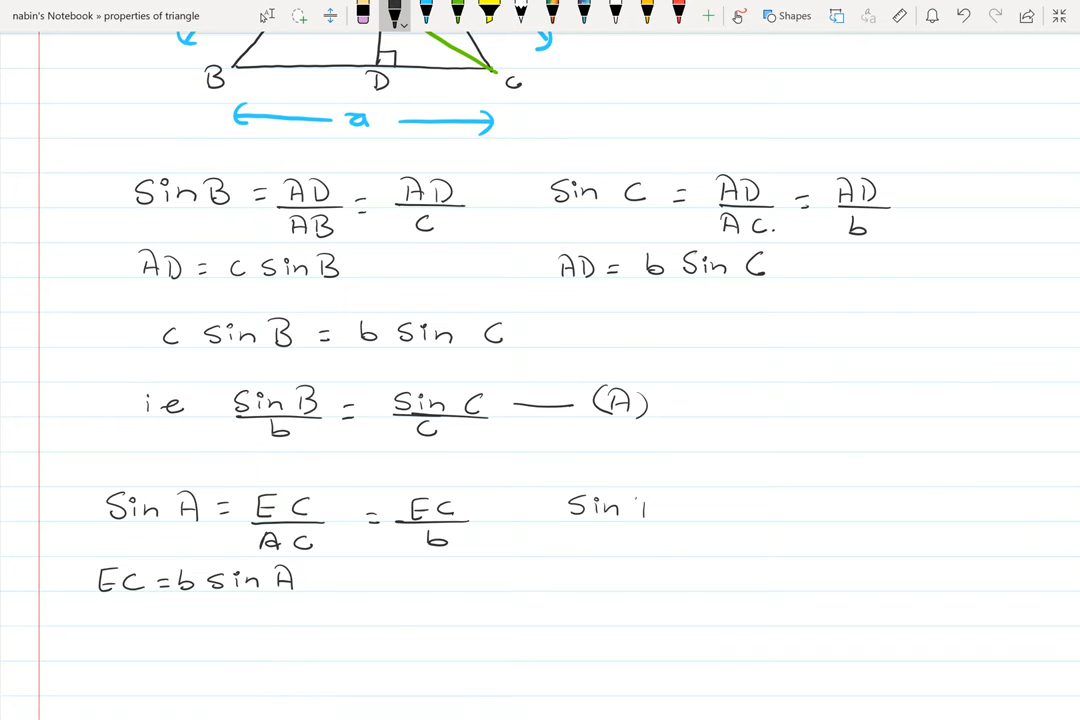 nabin's Notebook » properties of triangle
Shapes
B D C
a
Sin B = AD/AB = AD/c Sin C = AD/AC. = AD/b
AD = c sin B AD = b Sin C
c sin B = b sin C
i e Sin B/b = Sin C/c — (A)
Sin A = EC/AC = EC/b Sin
EC = b sin A